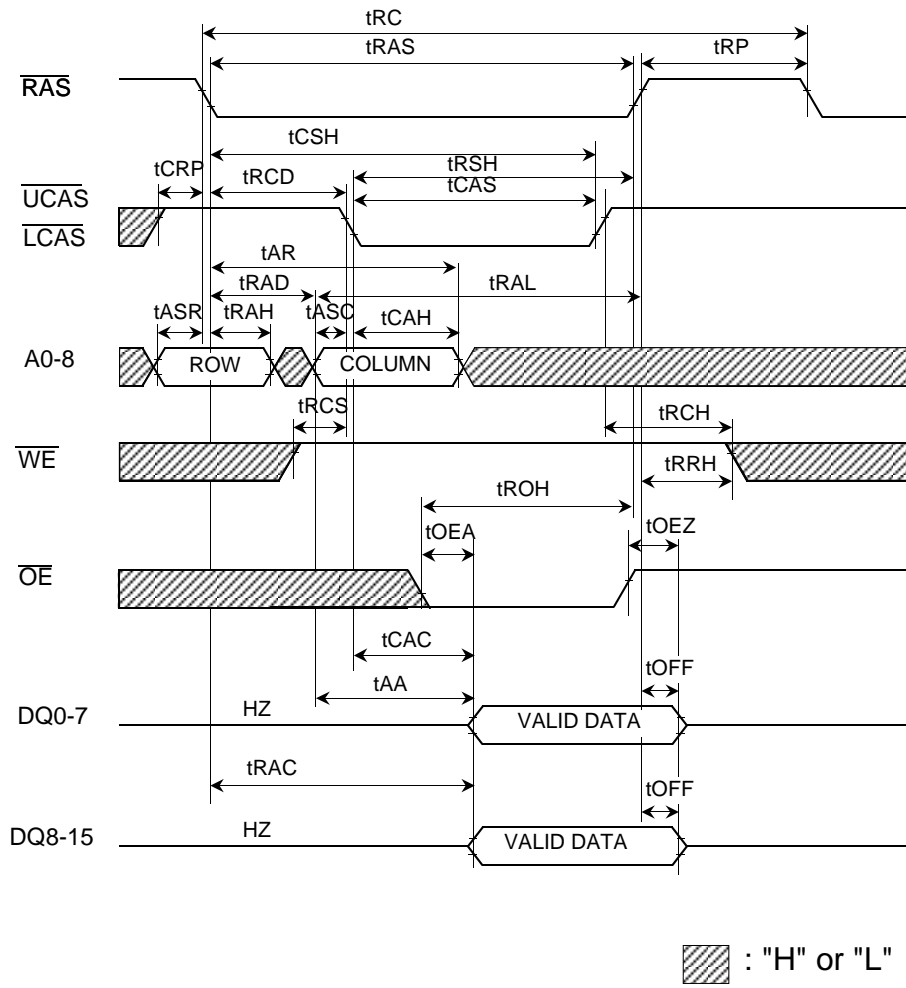 tRC
tRAS tRP
RAS
tCSH
tCRP tRCD tRSH
UCAS tCAS
LCAS
tAR
tRAD tRAL
tASR tRAH tASC tCAH
A0-8 ROW COLUMN
tRCS tRCH
WE
tRRH
tROH
tOEA tOEZ
OE
tCAC
tOFF
tAA
DQ0-7 HZ VALID DATA
tRAC
tOFF
DQ8-15 HZ VALID DATA
: "H" or "L"